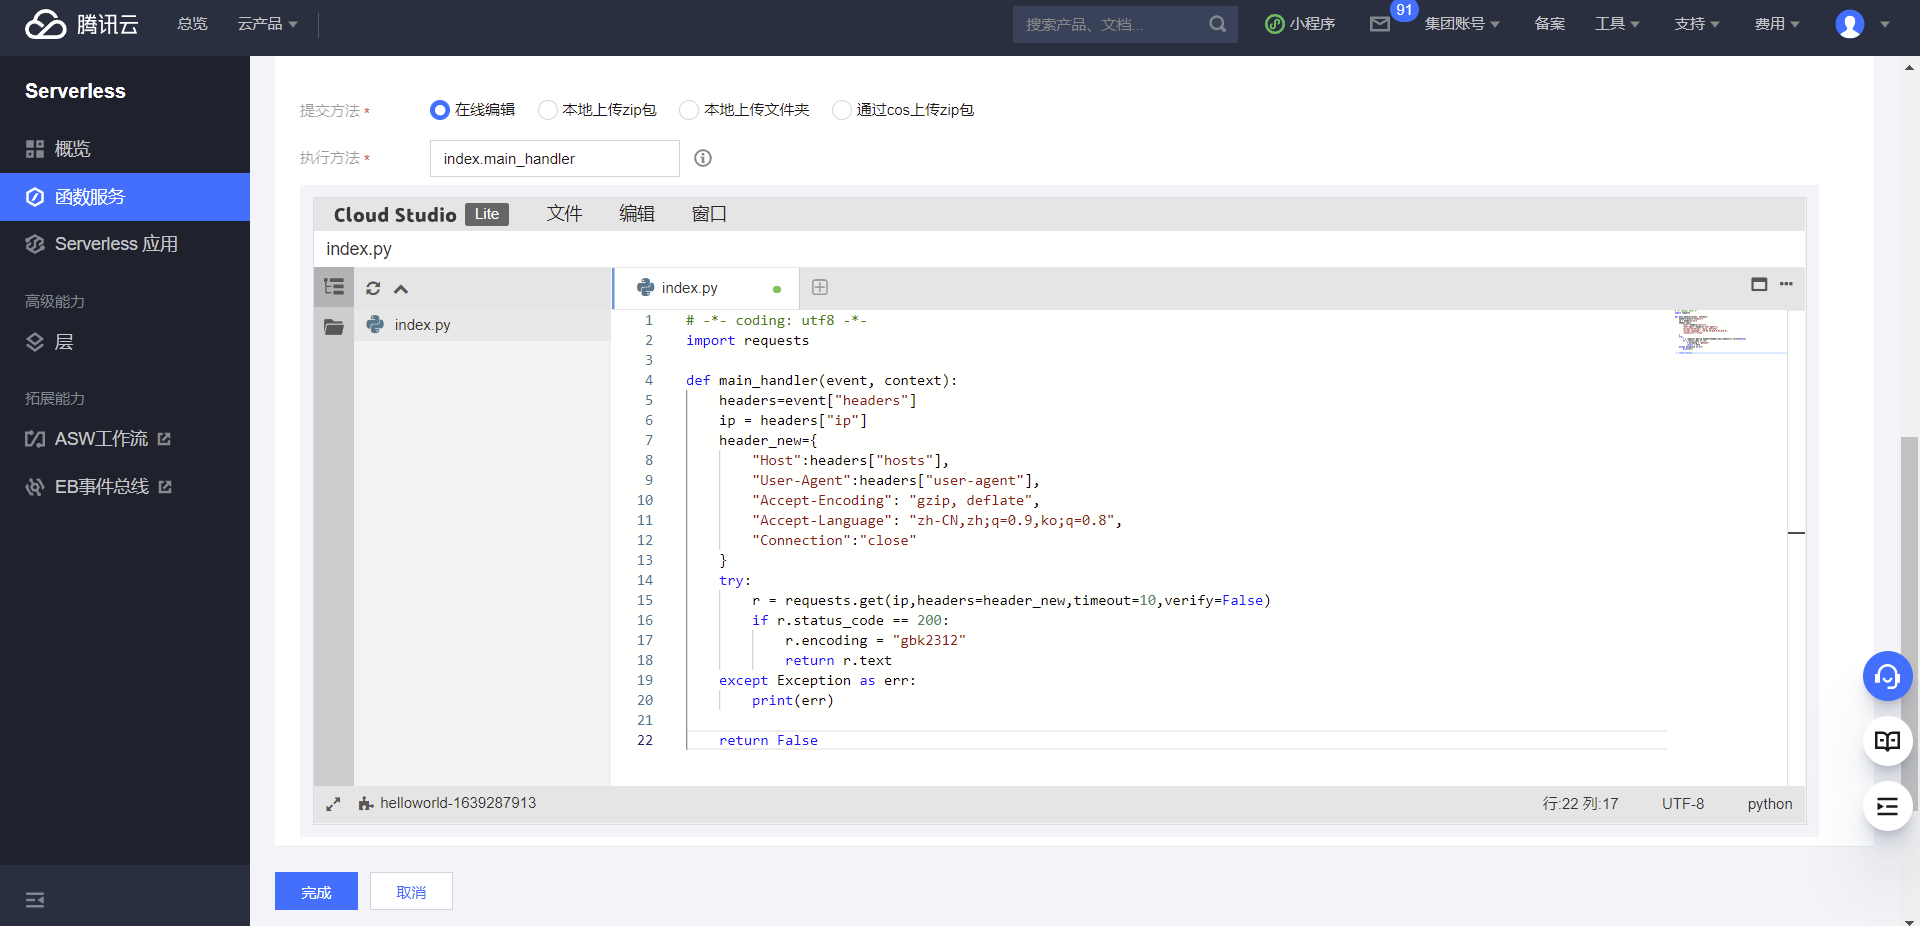 腾讯云
总览
云产品
搜索产品、文档...
小程序
91
集团账号
备案
工具
支持
费用
Serverless
概览
函数服务
Serverless 应用
高级能力
层
拓展能力
ASW工作流
EB事件总线
提交方法 *
在线编辑
本地上传zip包
本地上传文件夹
通过cos上传zip包
执行方法 *
index.main_handler
Cloud Studio Lite
文件
编辑
窗口
index.py
index.py
index.py
1 # -*- coding: utf8 -*-
2 import requests
3
4 def main_handler(event, context):
5 headers=event["headers"]
6 ip = headers["ip"]
7 header_new={
8 "Host":headers["hosts"],
9 "User-Agent":headers["user-agent"],
10 "Accept-Encoding": "gzip, deflate",
11 "Accept-Language": "zh-CN,zh;q=0.9,ko;q=0.8",
12 "Connection":"close"
13 }
14 try:
15 r = requests.get(ip,headers=header_new,timeout=10,verify=False)
16 if r.status_code == 200:
17 r.encoding = "gbk2312"
18 return r.text
19 except Exception as err:
20 print(err)
21
22 return False
helloworld-1639287913
行:22 列:17
UTF-8
python
完成
取消